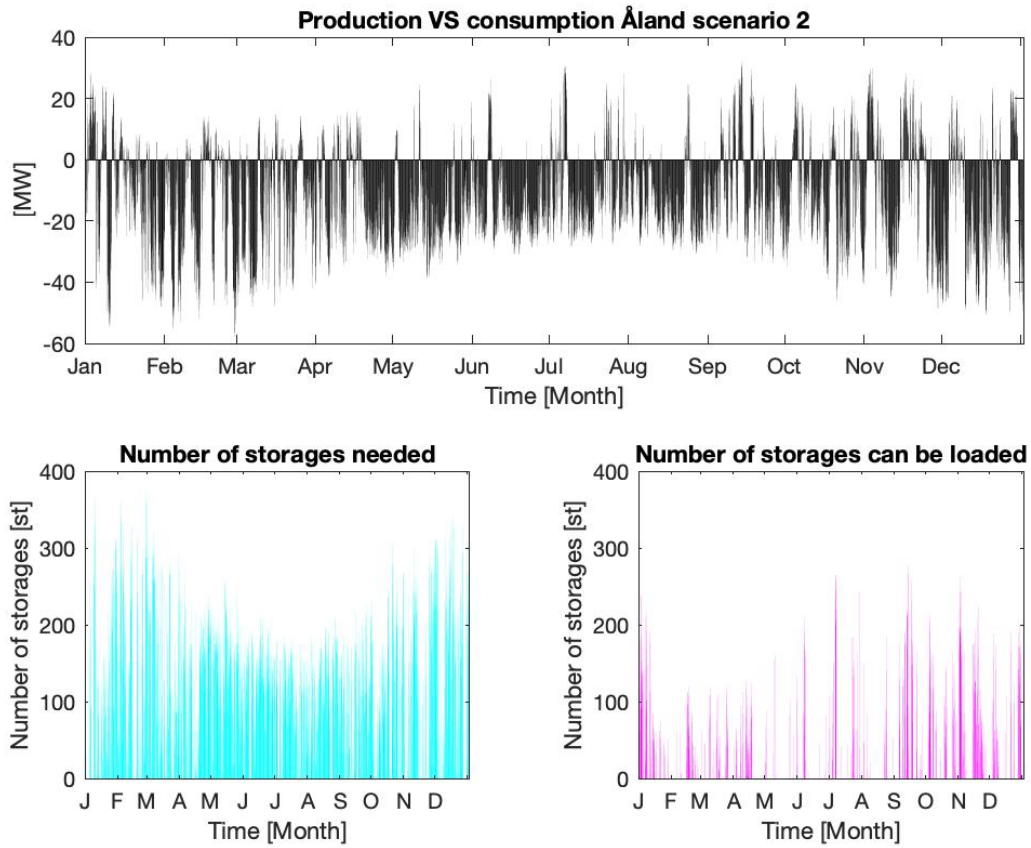 Production VS consumption Åland scenario 2
40
20
0
-20
-40
-60
[MW]
Jan Feb Mar Apr May Jun Jul Aug Sep Oct Nov Dec
Time [Month]
Number of storages needed
400
300
200
100
0
Number of storages [st]
J F M A M J J A S O N D
Time [Month]
Number of storages can be loaded
400
300
200
100
0
Number of storages [st]
J F M A M J J A S O N D
Time [Month]